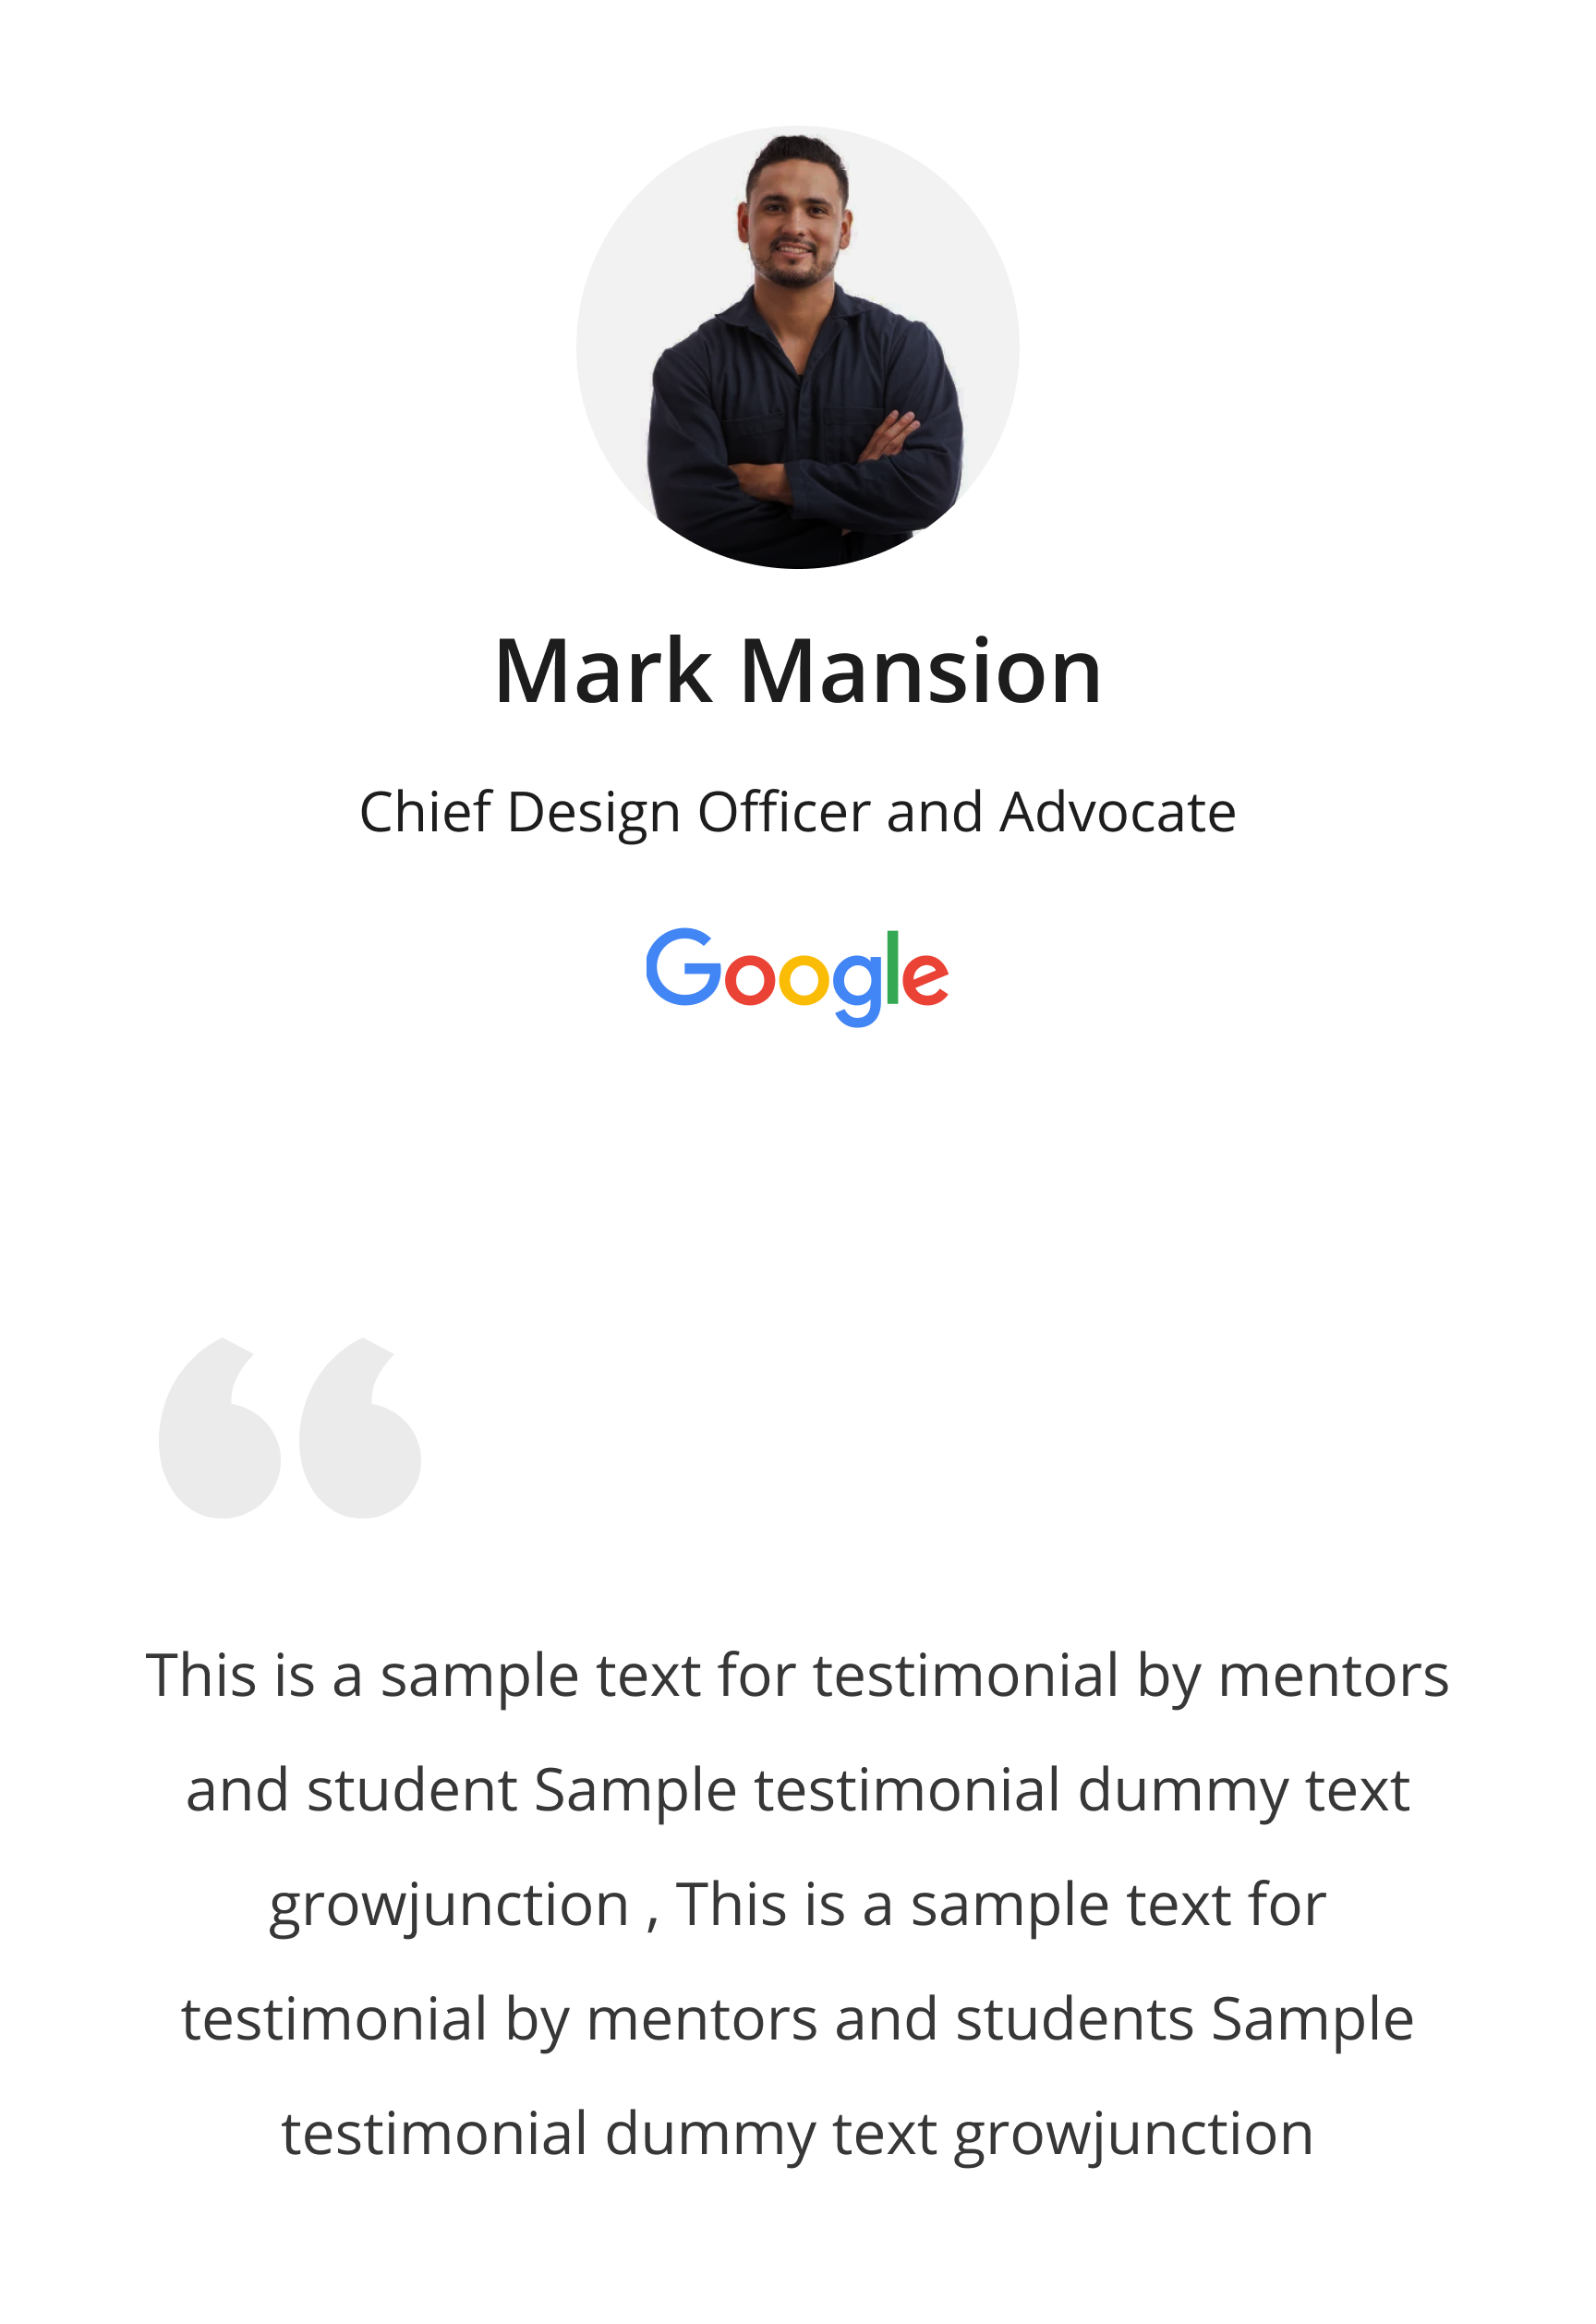 Mark Mansion
Chief Design Officer and Advocate
Google
This is a sample text for testimonial by mentors
and student Sample testimonial dummy text
growjunction , This is a sample text for
testimonial by mentors and students Sample
testimonial dummy text growjunction